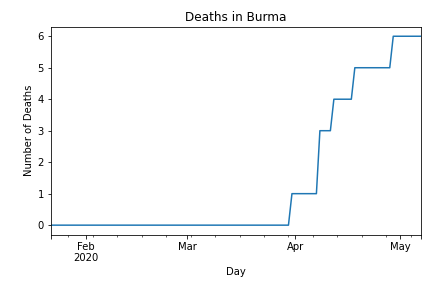 Deaths in Burma
Number of Deaths
6
5
4
3
2
1
0
Feb
2020
Mar
Apr
May
Day